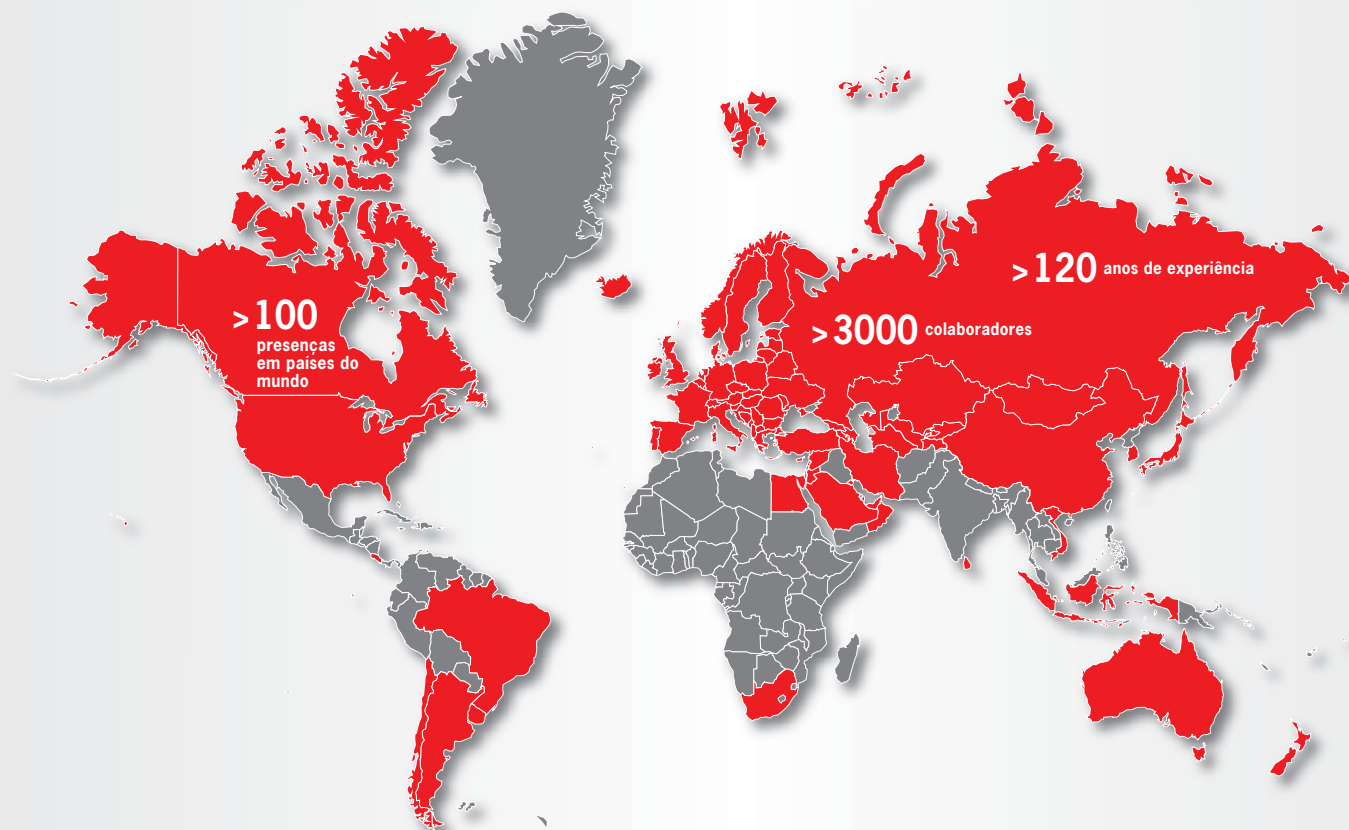 > 100
presenças
em países do
mundo
> 120 anos de experiência
> 3000 colaboradores